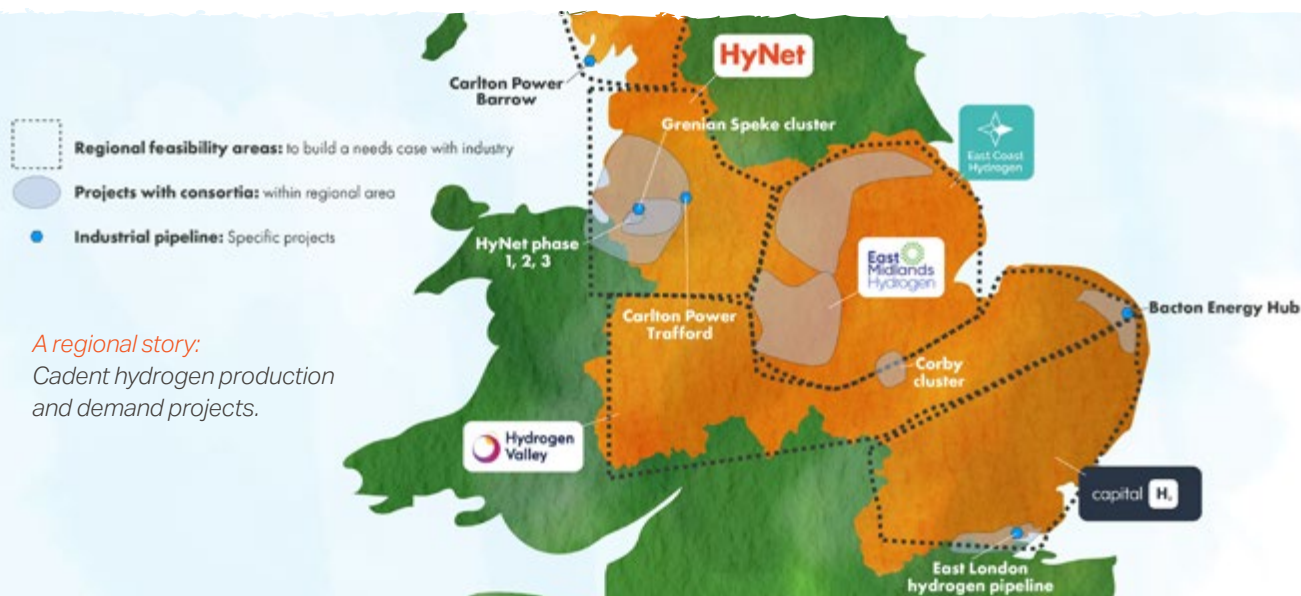 HyNet
Carlton Power
Barrow
Grenian Speke cluster
East Coast
Hydrogen
Regional feasibility areas: to build a needs case with industry
Projects with consortia: within regional area
Industrial pipeline: Specific projects
HyNet phase
1, 2, 3
East
Midlands
Hydrogen
Carlton Power
Trafford
Bacton Energy Hub
A regional story:
Cadent hydrogen production
and demand projects.
Corby
cluster
Hydrogen
Valley
capital H₂
East London
hydrogen pipeline